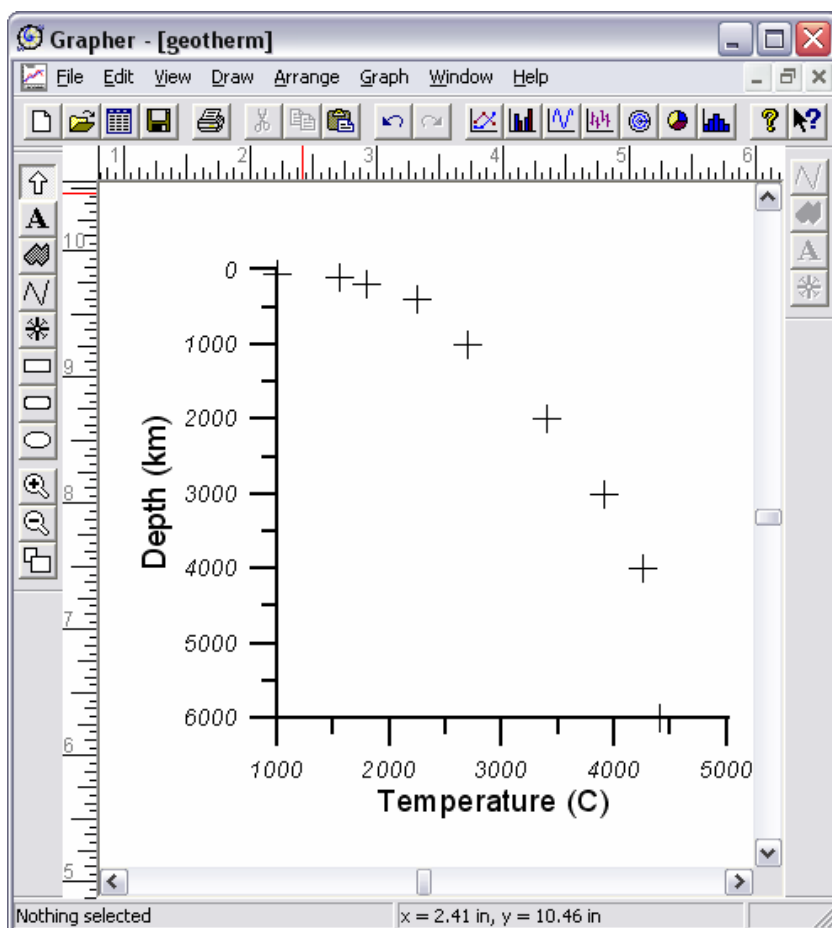 Grapher - [geotherm]
File Edit View Draw Arrange Graph Window Help
1 2 3 4 5 6
A
10
9
8
7
6
5
A
0
1000
2000
3000
4000
5000
6000
Depth (km)
1000 2000 3000 4000 5000
Temperature (C)
Nothing selected
x = 2.41 in, y = 10.46 in